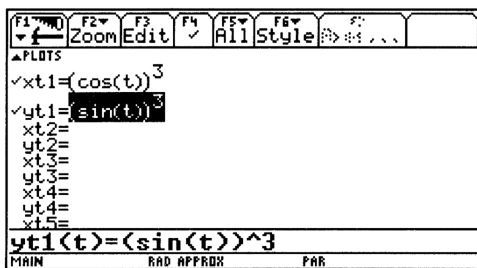 F1 F2 F3 F4 F5 F6 F7
Zoom Edit ✓ All Style
▲PLOTS
✓xt1=(cos(t))³
✓yt1=(sin(t))³
xt2=
yt2=
xt3=
yt3=
xt4=
yt4=
xt5=
yt1(t)=(sin(t))^3
MAIN RAD APPROX PAR